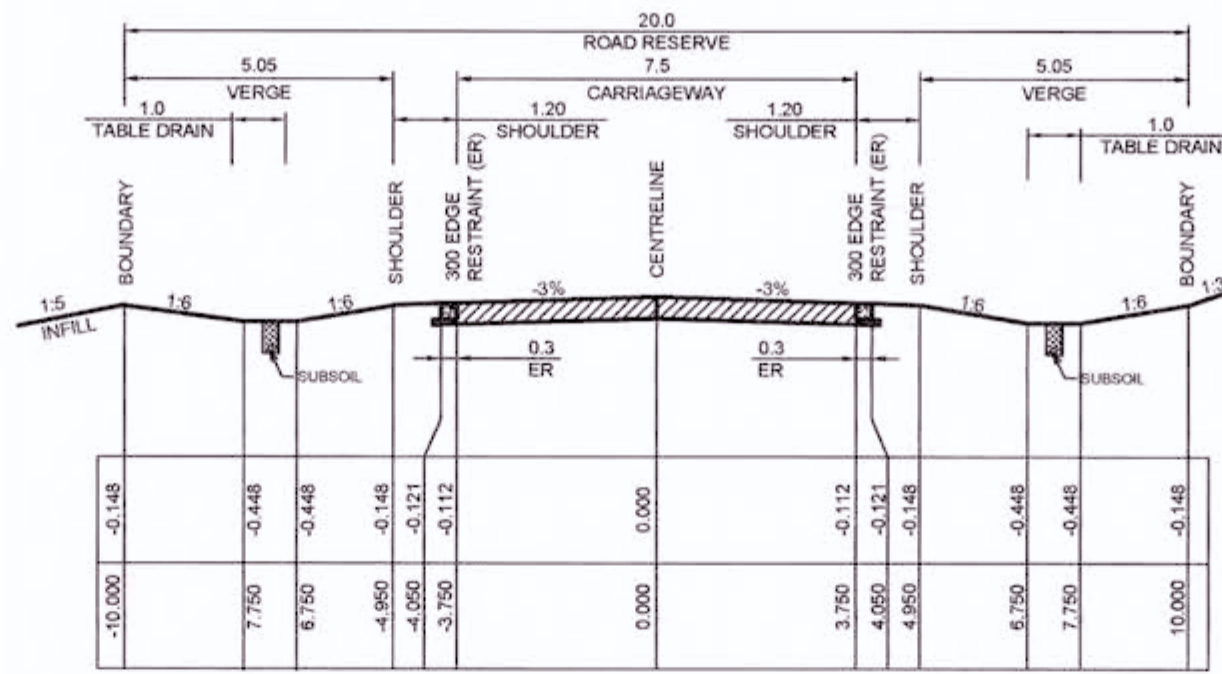 20.0
ROAD RESERVE
5.05
VERGE
7.5
CARRIAGEWAY
5.05
VERGE
1.0
TABLE DRAIN
1.20
SHOULDER
1.20
SHOULDER
1.0
TABLE DRAIN
BOUNDARY
SHOULDER
300 EDGE
RESTRAINT (ER)
CENTRELINE
300 EDGE
RESTRAINT (ER)
SHOULDER
BOUNDARY
1:5
INFILL
1:6
1:6
-3%
-3%
1:6
1:6
1:3
0.3
ER
0.3
ER
SUBSOIL
SUBSOIL
-0.148
-0.448
-0.448
-0.148
-0.121
-0.112
0.000
-0.112
-0.121
-0.148
-0.448
-0.448
-0.148
-10.000
7.750
6.750
-4.950
-4.050
-3.750
0.000
3.750
4.050
4.950
6.750
7.750
10.000